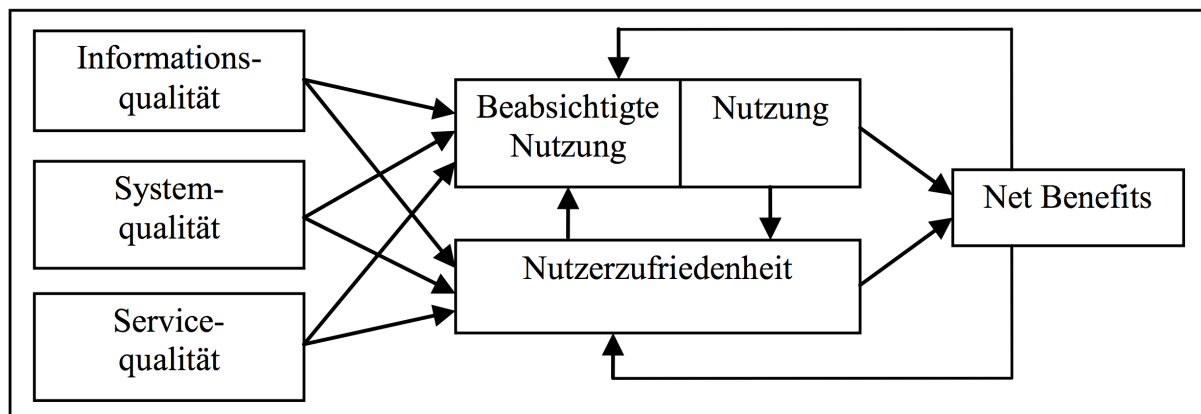 Informations-
qualität
System-
qualität
Service-
qualität
Beabsichtigte
Nutzung
Nutzung
Nutzerzufriedenheit
Net Benefits